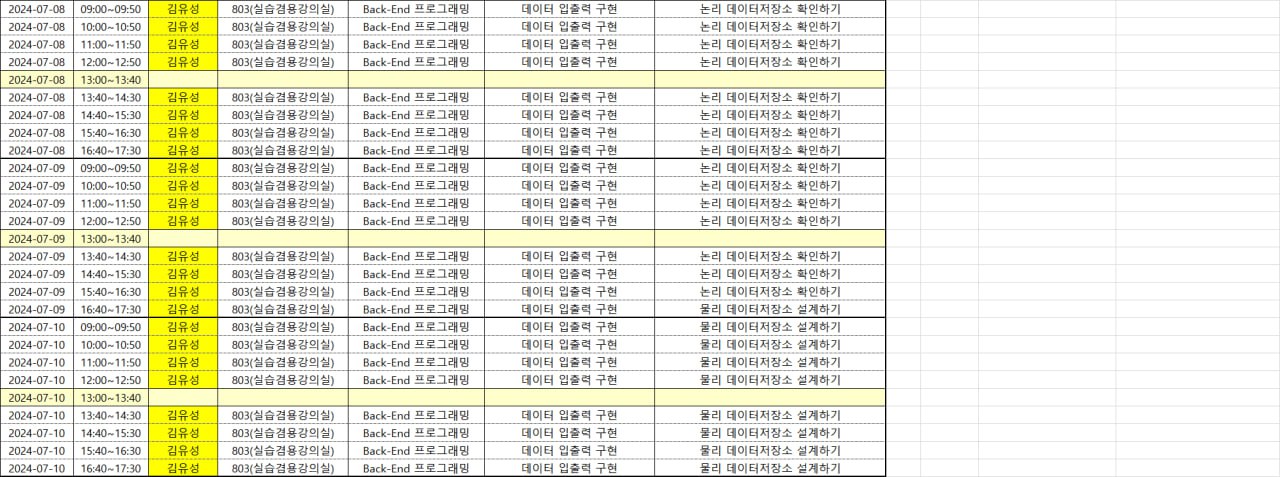 2024-07-08 09:00~09:50 김유성 803(실습겸용강의실) Back-End 프로그래밍 데이터 입출력 구현 논리 데이터저장소 확인하기
2024-07-08 10:00~10:50 김유성 803(실습겸용강의실) Back-End 프로그래밍 데이터 입출력 구현 논리 데이터저장소 확인하기
2024-07-08 11:00~11:50 김유성 803(실습겸용강의실) Back-End 프로그래밍 데이터 입출력 구현 논리 데이터저장소 확인하기
2024-07-08 12:00~12:50 김유성 803(실습겸용강의실) Back-End 프로그래밍 데이터 입출력 구현 논리 데이터저장소 확인하기
2024-07-08 13:00~13:40
2024-07-08 13:40~14:30 김유성 803(실습겸용강의실) Back-End 프로그래밍 데이터 입출력 구현 논리 데이터저장소 확인하기
2024-07-08 14:40~15:30 김유성 803(실습겸용강의실) Back-End 프로그래밍 데이터 입출력 구현 논리 데이터저장소 확인하기
2024-07-08 15:40~16:30 김유성 803(실습겸용강의실) Back-End 프로그래밍 데이터 입출력 구현 논리 데이터저장소 확인하기
2024-07-08 16:40~17:30 김유성 803(실습겸용강의실) Back-End 프로그래밍 데이터 입출력 구현 논리 데이터저장소 확인하기
2024-07-09 09:00~09:50 김유성 803(실습겸용강의실) Back-End 프로그래밍 데이터 입출력 구현 논리 데이터저장소 확인하기
2024-07-09 10:00~10:50 김유성 803(실습겸용강의실) Back-End 프로그래밍 데이터 입출력 구현 논리 데이터저장소 확인하기
2024-07-09 11:00~11:50 김유성 803(실습겸용강의실) Back-End 프로그래밍 데이터 입출력 구현 논리 데이터저장소 확인하기
2024-07-09 12:00~12:50 김유성 803(실습겸용강의실) Back-End 프로그래밍 데이터 입출력 구현 논리 데이터저장소 확인하기
2024-07-09 13:00~13:40
2024-07-09 13:40~14:30 김유성 803(실습겸용강의실) Back-End 프로그래밍 데이터 입출력 구현 논리 데이터저장소 확인하기
2024-07-09 14:40~15:30 김유성 803(실습겸용강의실) Back-End 프로그래밍 데이터 입출력 구현 논리 데이터저장소 확인하기
2024-07-09 15:40~16:30 김유성 803(실습겸용강의실) Back-End 프로그래밍 데이터 입출력 구현 논리 데이터저장소 확인하기
2024-07-09 16:40~17:30 김유성 803(실습겸용강의실) Back-End 프로그래밍 데이터 입출력 구현 물리 데이터저장소 설계하기
2024-07-10 09:00~09:50 김유성 803(실습겸용강의실) Back-End 프로그래밍 데이터 입출력 구현 물리 데이터저장소 설계하기
2024-07-10 10:00~10:50 김유성 803(실습겸용강의실) Back-End 프로그래밍 데이터 입출력 구현 물리 데이터저장소 설계하기
2024-07-10 11:00~11:50 김유성 803(실습겸용강의실) Back-End 프로그래밍 데이터 입출력 구현 물리 데이터저장소 설계하기
2024-07-10 12:00~12:50 김유성 803(실습겸용강의실) Back-End 프로그래밍 데이터 입출력 구현 물리 데이터저장소 설계하기
2024-07-10 13:00~13:40
2024-07-10 13:40~14:30 김유성 803(실습겸용강의실) Back-End 프로그래밍 데이터 입출력 구현 물리 데이터저장소 설계하기
2024-07-10 14:40~15:30 김유성 803(실습겸용강의실) Back-End 프로그래밍 데이터 입출력 구현 물리 데이터저장소 설계하기
2024-07-10 15:40~16:30 김유성 803(실습겸용강의실) Back-End 프로그래밍 데이터 입출력 구현 물리 데이터저장소 설계하기
2024-07-10 16:40~17:30 김유성 803(실습겸용강의실) Back-End 프로그래밍 데이터 입출력 구현 물리 데이터저장소 설계하기